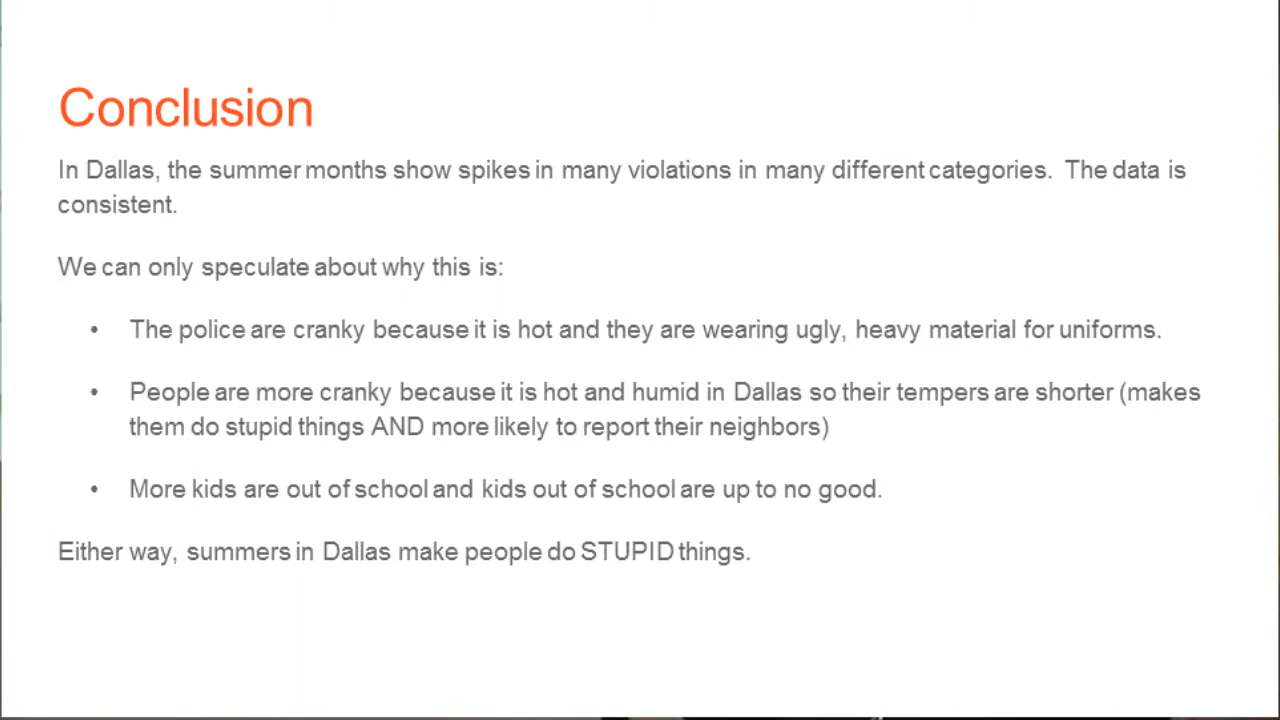 Conclusion
In Dallas, the summer months show spikes in many violations in many different categories.  The data is
consistent.
We can only speculate about why this is:
• The police are cranky because it is hot and they are wearing ugly, heavy material for uniforms.
• People are more cranky because it is hot and humid in Dallas so their tempers are shorter (makes
them do stupid things AND more likely to report their neighbors)
• More kids are out of school and kids out of school are up to no good.
Either way, summers in Dallas make people do STUPID things.